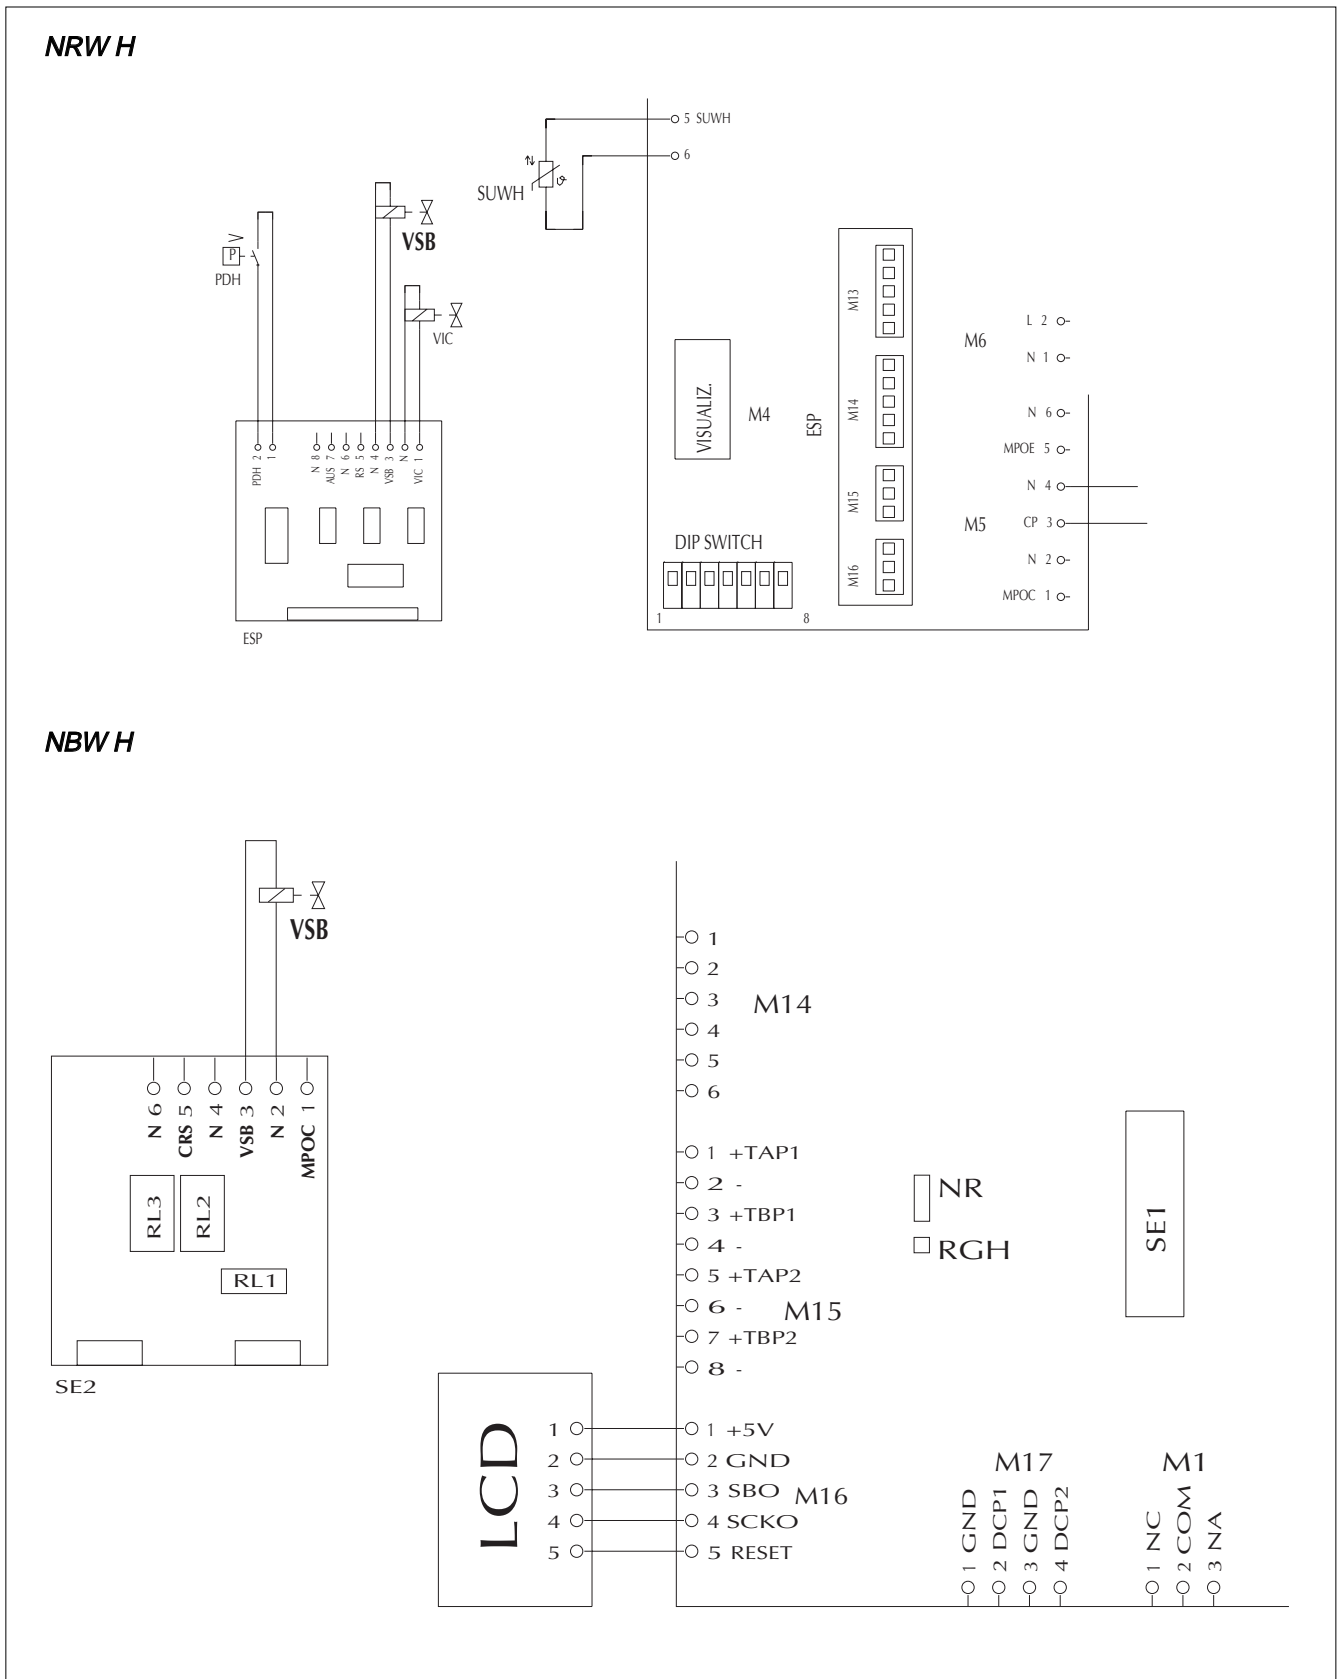 NRW H
5 SUWH
6
SUWH
VSB
P
PDH
VIC
PDH 2
1
N 8
AUS 7
N 6
RS 5
N 4
VSB 3
N
VIC 1
ESP
VISUALIZ.
M4
ESP
M13
M14
M15
M16
DIP SWITCH
1
8
M6
L 2
N 1
N 6
MPOE 5
N 4
M5
CP 3
N 2
MPOC 1
NBW H
VSB
N 6
CRS 5
N 4
VSB 3
N 2
MPOC 1
RL3
RL2
RL1
SE2
1
2
3
M14
4
5
6
1 +TAP1
2 -
3 +TBP1
4 -
5 +TAP2
6 -
M15
7 +TBP2
8 -
NR
RGH
SE1
LCD
1
2
3
4
5
1 +5V
2 GND
3 SBO
M16
4 SCKO
5 RESET
M17
1 GND
2 DCP1
3 GND
4 DCP2
M1
1 NC
2 COM
3 NA